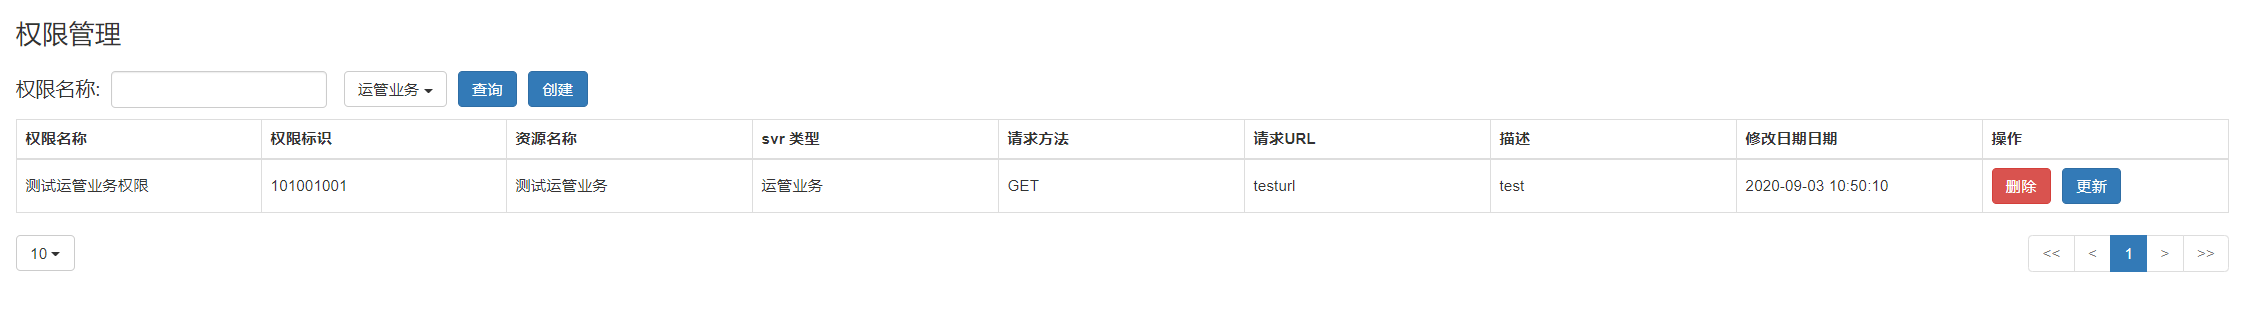 权限管理
权限名称: 运管业务 查询 创建
权限名称 权限标识 资源名称 svr 类型 请求方法 请求URL 描述 修改日期日期 操作
测试运管业务权限 101001001 测试运管业务 运管业务 GET testurl test 2020-09-03 10:50:10 删除 更新
10 << < 1 > >>